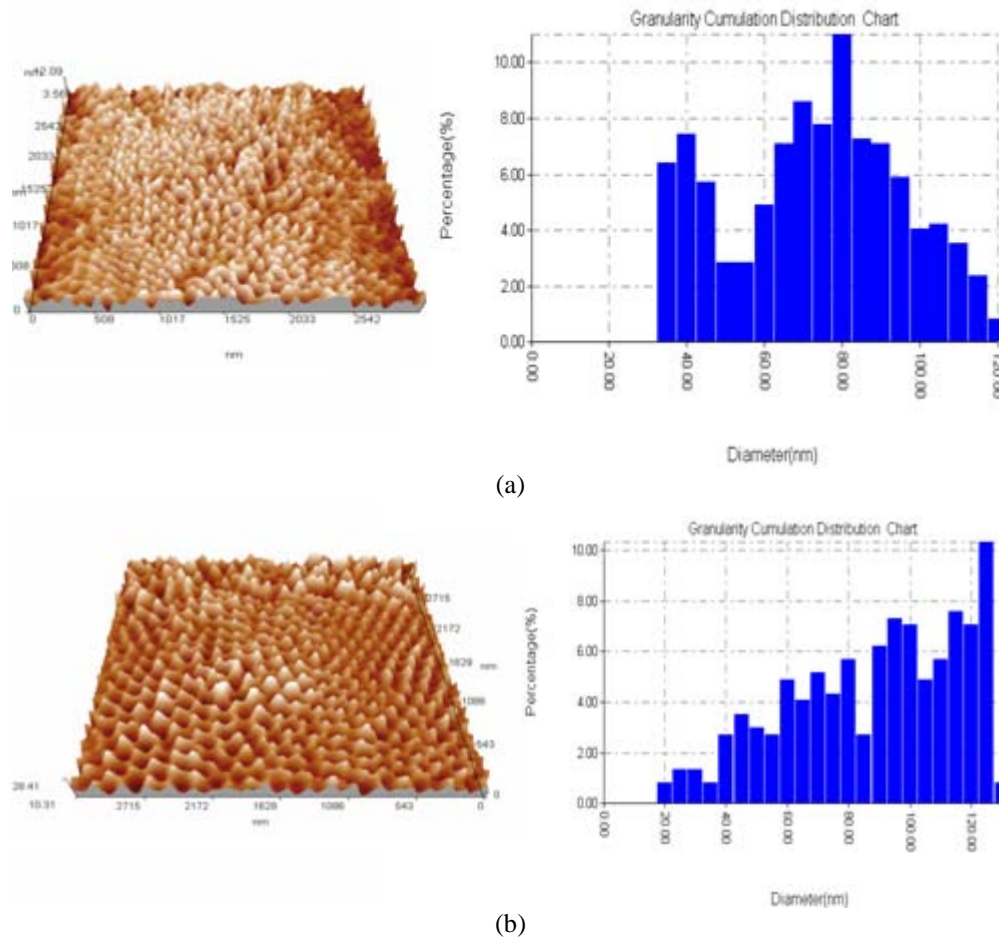 Granularity Cumulation Distribution Chart
10.00
8.00
6.00
4.00
2.00
0.00
Percentage(%)
0.00 20.00 40.00 60.00 80.00 100.00
Diameter(nm)
2033
1017
0
0 508 1017 1525 2033 2542
nm
(a)
Granularity Cumulation Distribution Chart
10.00
8.00
6.00
4.00
2.00
0.00
Percentage(%)
0.00 20.00 40.00 60.00 80.00 100.00 120.00
Diameter(nm)
2715
2172
1629
nm
1086
543
0
10.31
2715 2172 1629 1086 543 0
nm
(b)